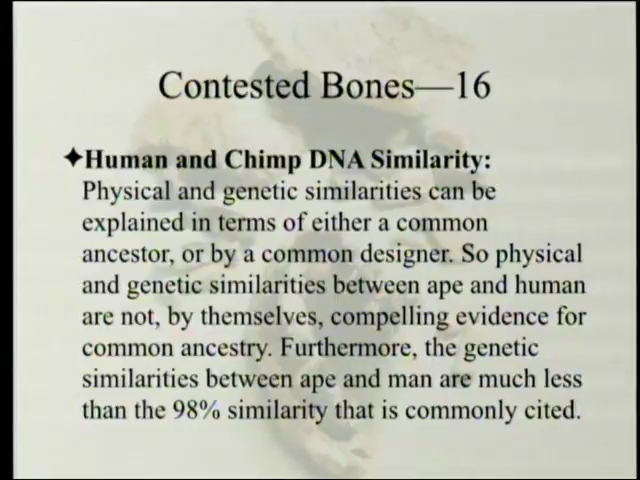 Contested Bones—16
✦Human and Chimp DNA Similarity:
Physical and genetic similarities can be
explained in terms of either a common
ancestor, or by a common designer. So physical
and genetic similarities between ape and human
are not, by themselves, compelling evidence for
common ancestry. Furthermore, the genetic
similarities between ape and man are much less
than the 98% similarity that is commonly cited.